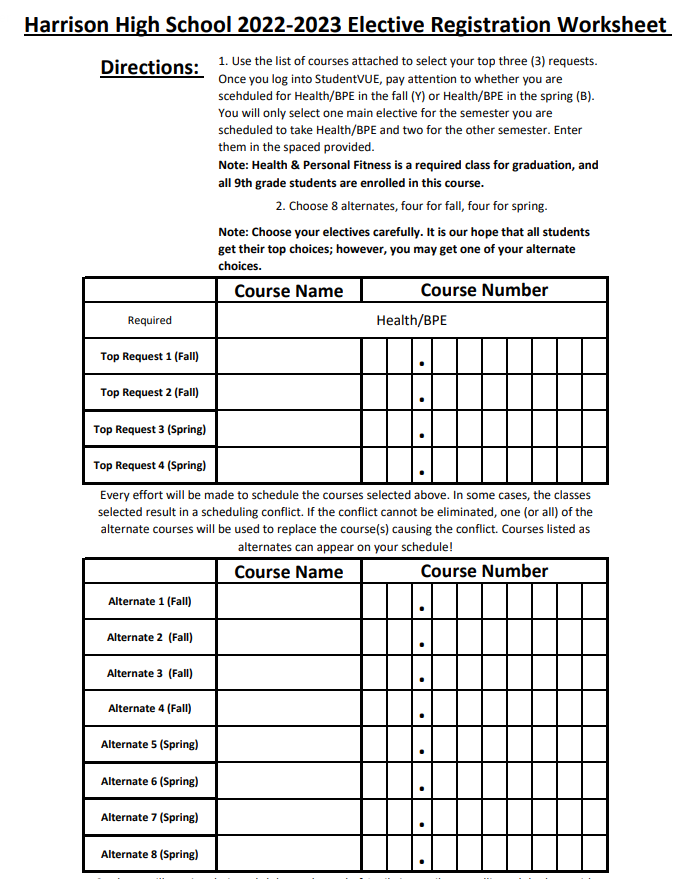 Harrison High School 2022-2023 Elective Registration Worksheet
Directions:
1. Use the list of courses attached to select your top three (3) requests.
Once you log into StudentVUE, pay attention to whether you are
scehduled for Health/BPE in the fall (Y) or Health/BPE in the spring (B).
You will only select one main elective for the semester you are
scheduled to take Health/BPE and two for the other semester. Enter
them in the spaced provided.
Note: Health & Personal Fitness is a required class for graduation, and
all 9th grade students are enrolled in this course.
2. Choose 8 alternates, four for fall, four for spring.
Note: Choose your electives carefully. It is our hope that all students
get their top choices; however, you may get one of your alternate
choices.
Course Name Course Number
Required Health/BPE
Top Request 1 (Fall) .
Top Request 2 (Fall) .
Top Request 3 (Spring) .
Top Request 4 (Spring) .
Every effort will be made to schedule the courses selected above. In some cases, the classes
selected result in a scheduling conflict. If the conflict cannot be eliminated, one (or all) of the
alternate courses will be used to replace the course(s) causing the conflict. Courses listed as
alternates can appear on your schedule!
Course Name Course Number
Alternate 1 (Fall) .
Alternate 2 (Fall) .
Alternate 3 (Fall) .
Alternate 4 (Fall) .
Alternate 5 (Spring) .
Alternate 6 (Spring) .
Alternate 7 (Spring) .
Alternate 8 (Spring) .